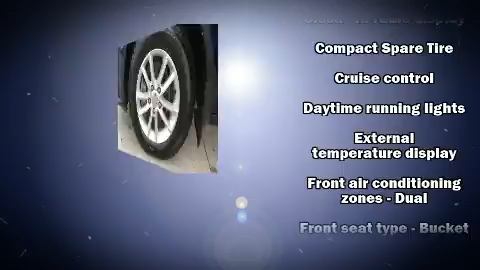 Compact Spare Tire
Cruise control
Daytime running lights
External
temperature display
Front air conditioning
zones - Dual
Front seat type - Bucket